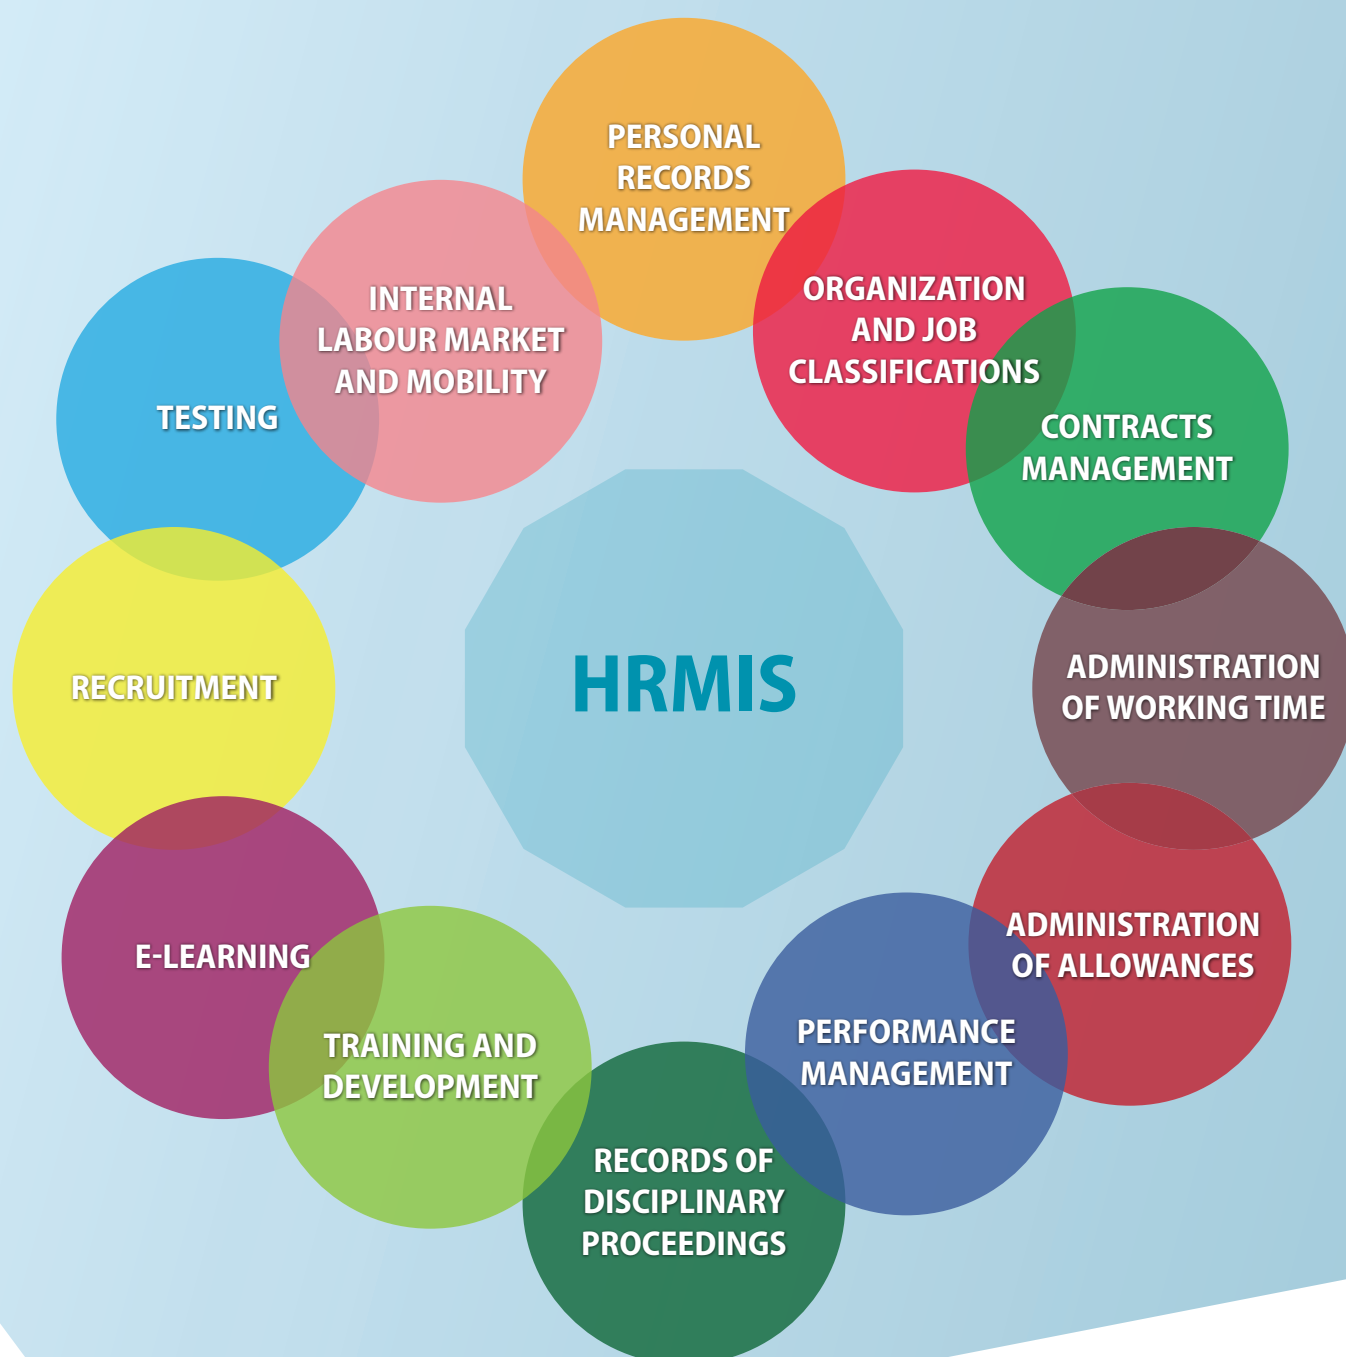 PERSONAL
RECORDS
MANAGEMENT
ORGANIZATION
AND JOB
CLASSIFICATIONS
CONTRACTS
MANAGEMENT
ADMINISTRATION
OF WORKING TIME
ADMINISTRATION
OF ALLOWANCES
PERFORMANCE
MANAGEMENT
RECORDS OF
DISCIPLINARY
PROCEEDINGS
TRAINING AND
DEVELOPMENT
E-LEARNING
RECRUITMENT
TESTING
INTERNAL
LABOUR MARKET
AND MOBILITY
HRMIS